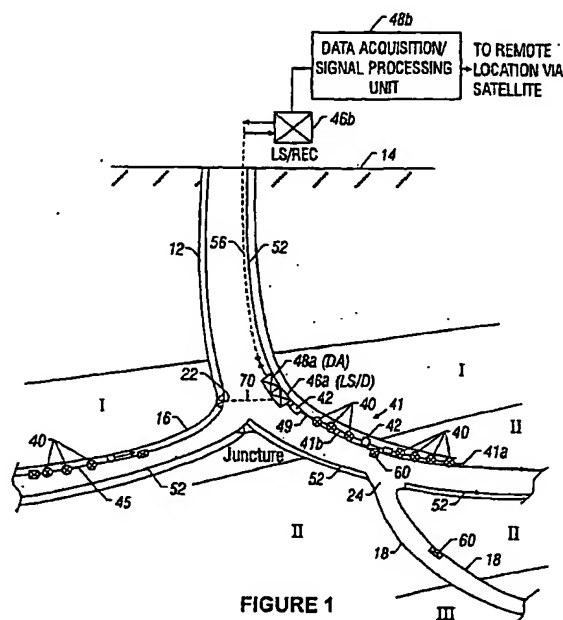 48b
DATA ACQUISITION/
SIGNAL PROCESSING
UNIT
TO REMOTE
LOCATION VIA
SATELLITE
46b
LS/REC
14
12
56
52
48a (DA)
I
22
70
46a (LS/D)
I
42
40
41
16
49
42
II
40
41b
40
41a
60
40
Juncture
52
24
45
52
52
II
II
60
18
18
III
FIGURE 1